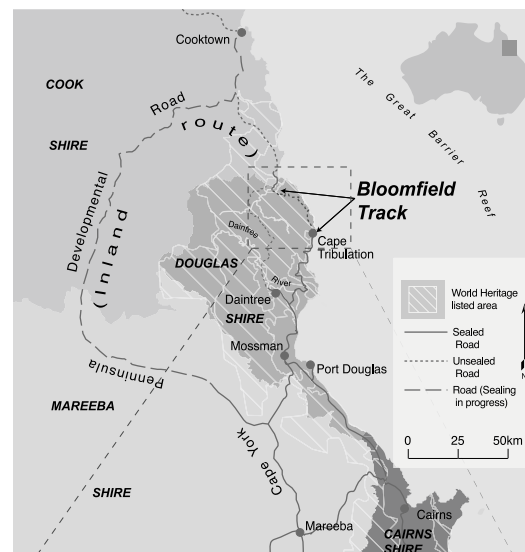 Cooktown
COOK
SHIRE
Road
route)
Developmental
(Inland
The Great Barrier
Reef
Bloomfield
Track
Cape
Tribulation
Daintree
River
DOUGLAS
SHIRE
Daintree
Mossman
Port Douglas
World Heritage
listed area
Sealed
Road
Unsealed
Road
Road (Sealing
in progress)
N
0 25 50km
Peninsula
MAREEBA
SHIRE
Cape York
Mareeba
Cairns
CAIRNS
SHIRE